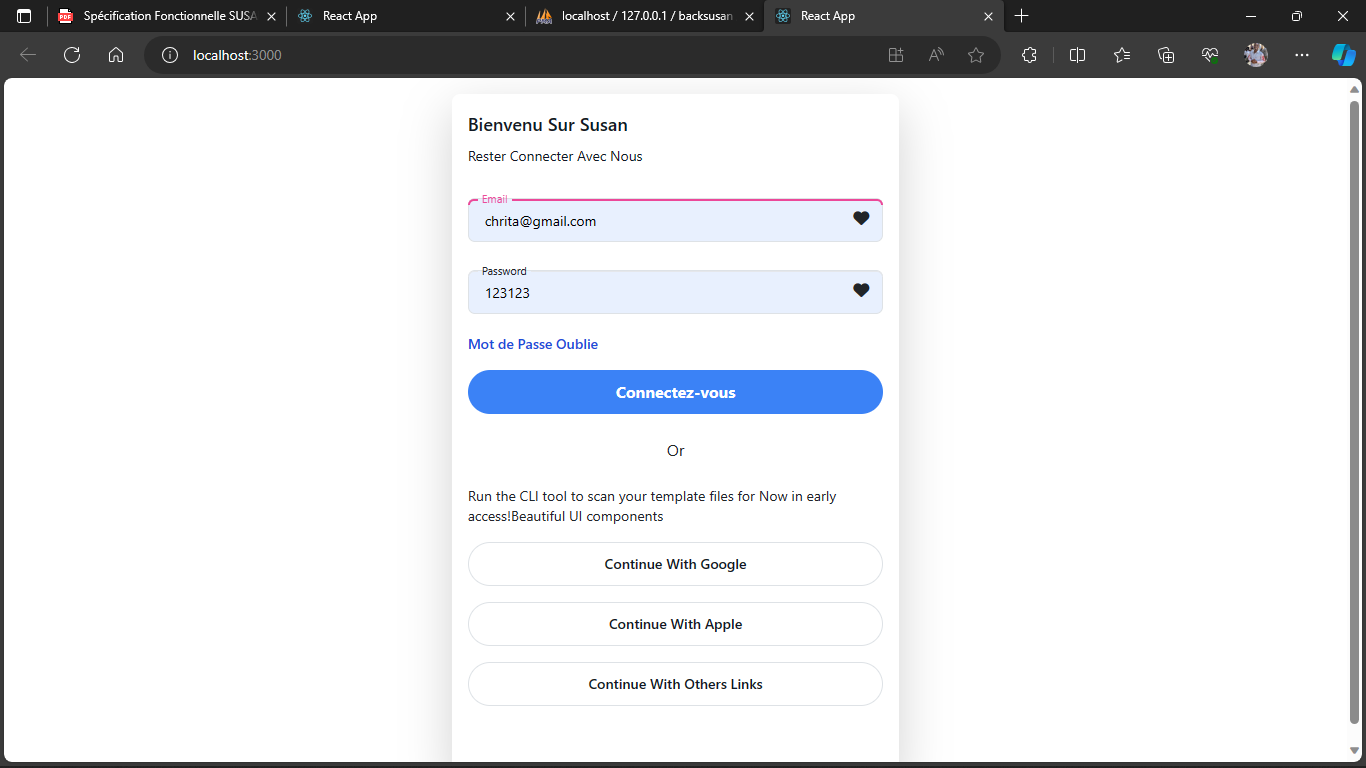 Spécification Fonctionnelle SUSA
React App
localhost / 127.0.0.1 / backsusan
React App
localhost:3000
Bienvenu Sur Susan
Rester Connecter Avec Nous
Email
chrita@gmail.com
Password
123123
Mot de Passe Oublie
Connectez-vous
Or
Run the CLI tool to scan your template files for Now in early
access!Beautiful UI components
Continue With Google
Continue With Apple
Continue With Others Links